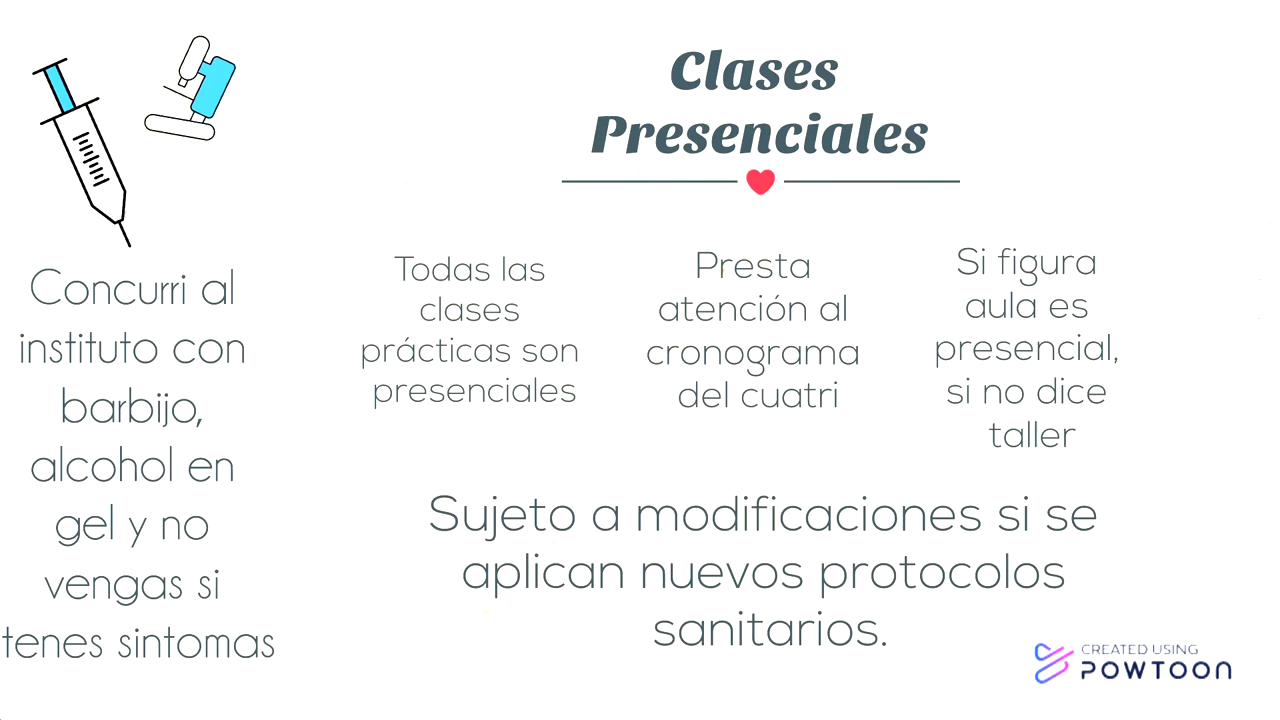 Clases
Presenciales
Concurri al
instituto con
barbijo,
alcohol en
gel y no
vengas si
tenes sintomas
Todas las
clases
prácticas son
presenciales
Presta
atención al
cronograma
del cuatri
Si figura
aula es
presencial,
si no dice
taller
Sujeto a modificaciones si se
aplican nuevos protocolos
sanitarios.
CREATED USING
POWTOON